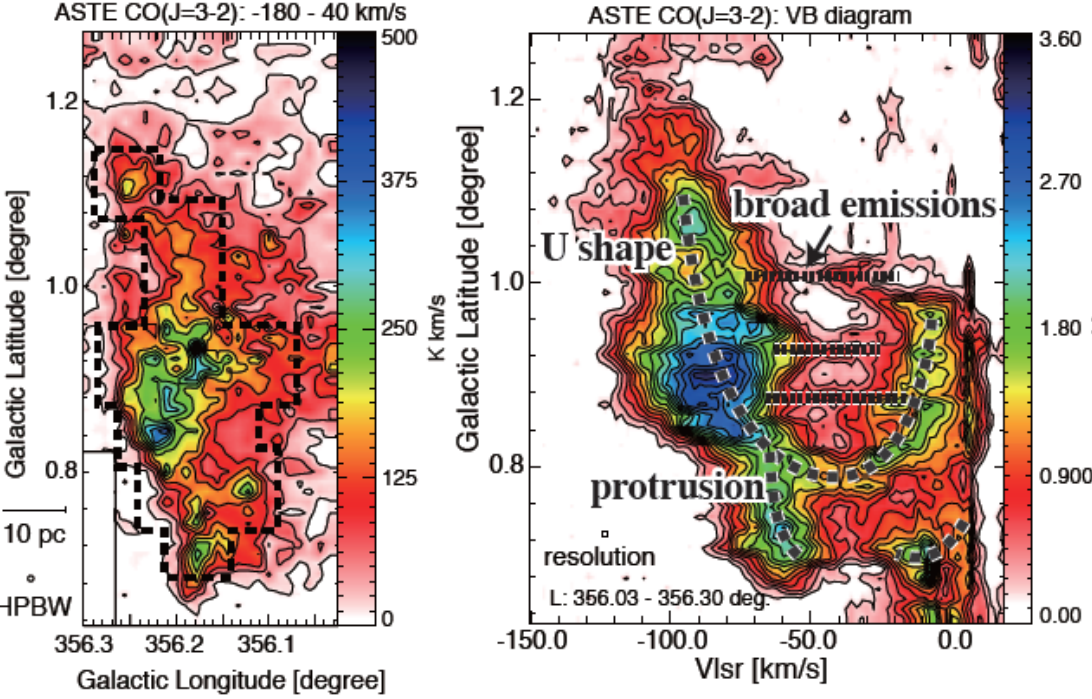 ASTE CO(J=3-2): -180 - 40 km/s
500
375
250
125
0
K km/s
1.2
1.0
0.8
Galactic Latitude [degree]
10 pc
HPBW
356.3
356.2
356.1
Galactic Longitude [degree]
ASTE CO(J=3-2): VB diagram
3.60
2.70
1.80
0.900
0.00
1.2
1.0
0.8
Galactic Latitude [degree]
broad emissions
U shape
protrusion
resolution
L: 356.03 - 356.30 deg.
-150.0
-100.0
-50.0
0.0
Vlsr [km/s]